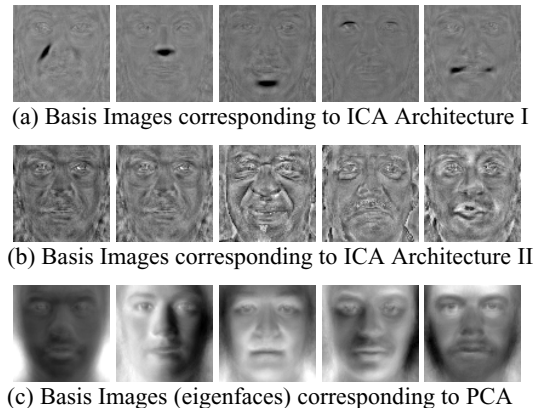 (a) Basis Images corresponding to ICA Architecture I
(b) Basis Images corresponding to ICA Architecture II
(c) Basis Images (eigenfaces) corresponding to PCA